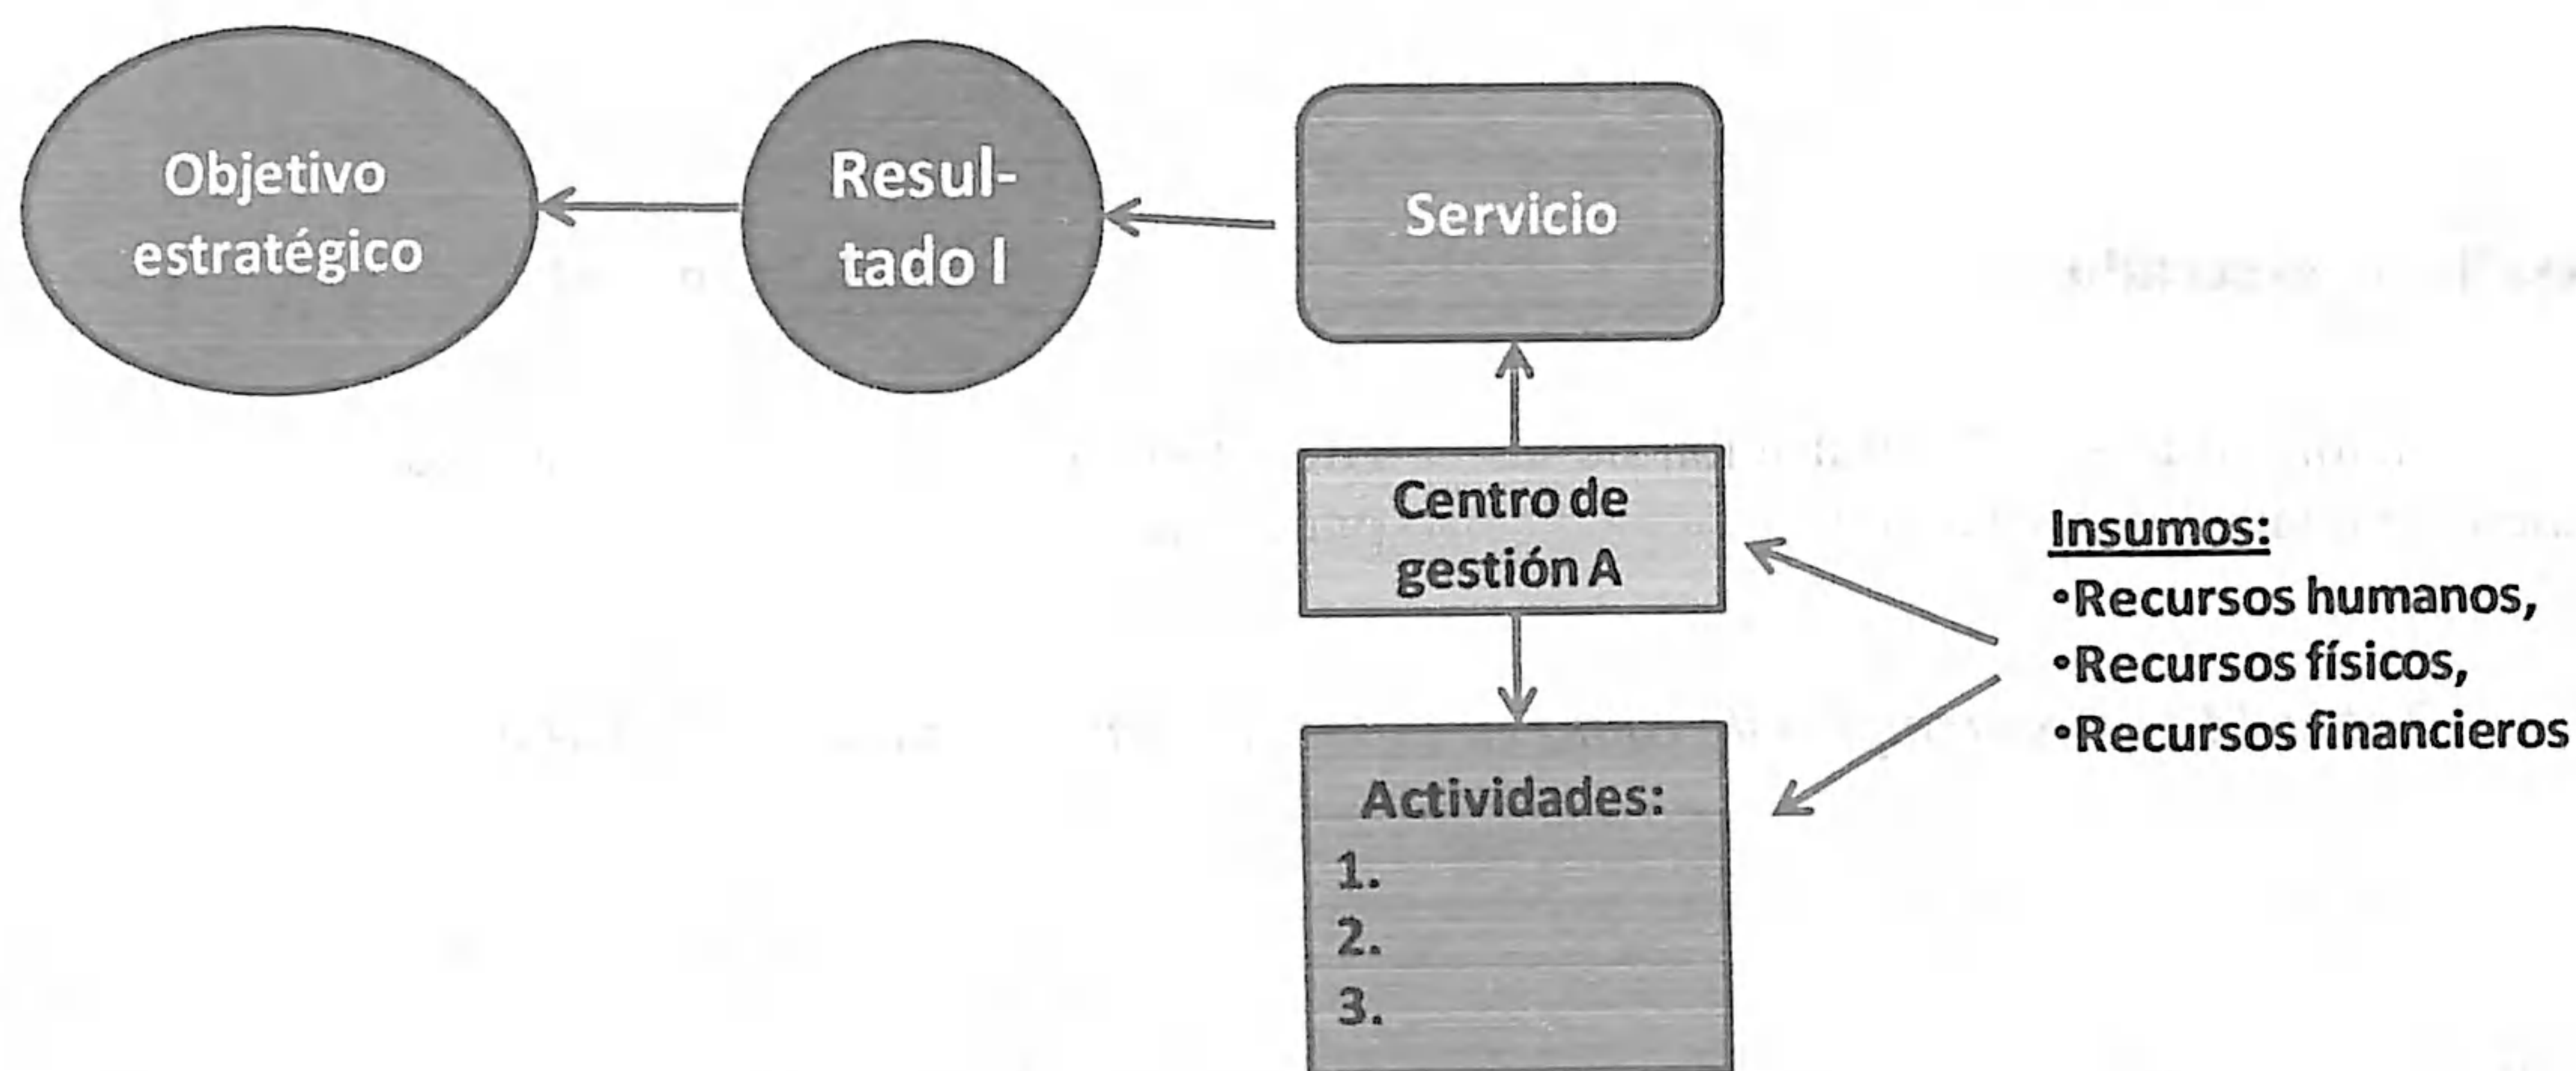 Objetivo
estratégico
Resul-
tado I
Servicio
Centro de
gestión A
Insumos:
•Recursos humanos,
•Recursos físicos,
•Recursos financieros
Actividades:
1.
2.
3.